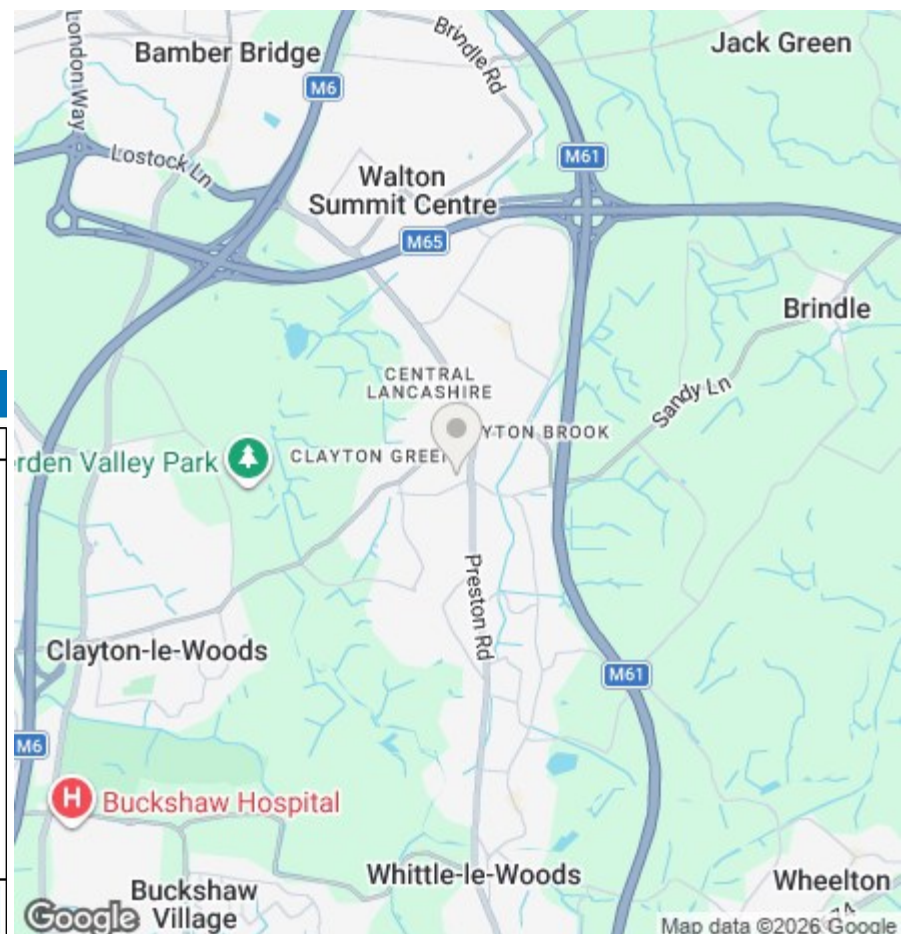 London Way
Bamber Bridge
Brindle Rd
Jack Green
M6
Lostock Ln
M61
Walton
Summit Centre
M65
Brindle
CENTRAL
LANCASHIRE
Sandy Ln
YTON BROOK
rden Valley Park
CLAYTON GREEN
Preston Rd
Clayton-le-Woods
M61
M6
H
Buckshaw Hospital
Whittle-le-Woods
Wheelton
Buckshaw
Village
Google
Map data ©2026 Google